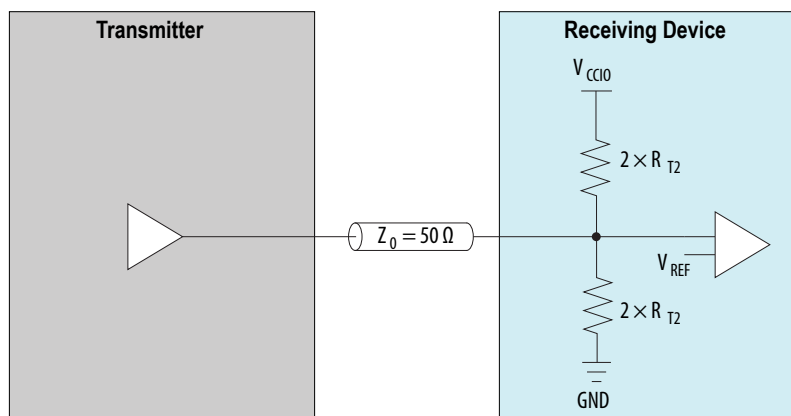 Transmitter
Receiving Device
V CCIO
2 × R T2
Z 0 = 50 Ω
V REF
2 × R T2
GND